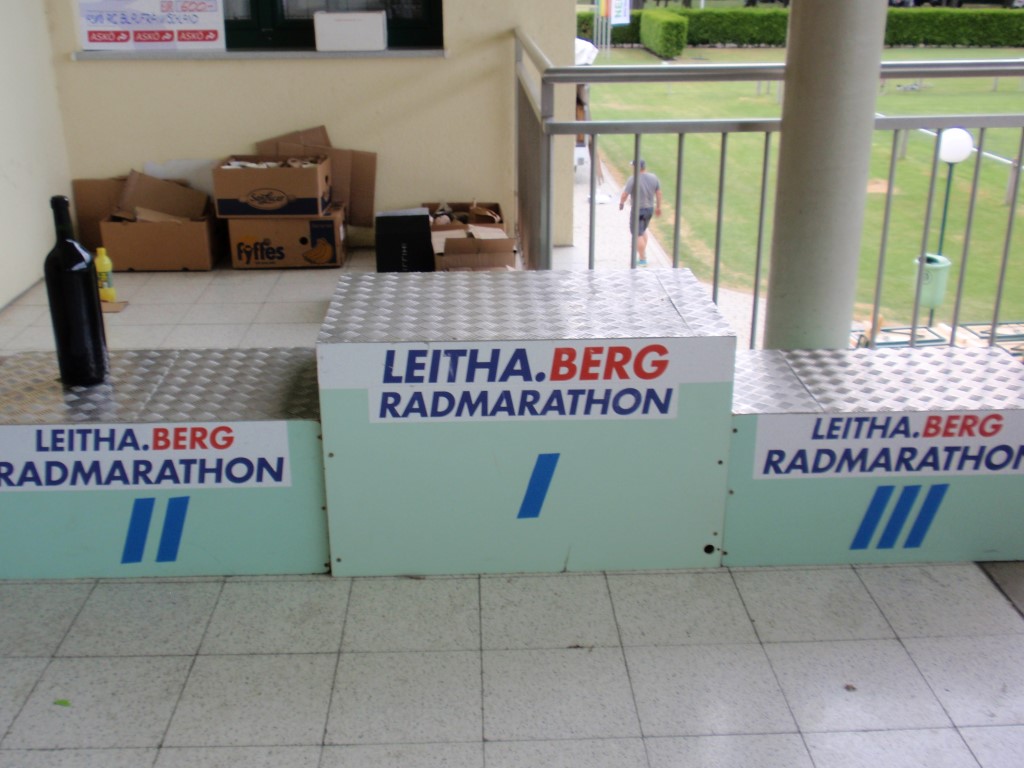 ASKÖ ASKÖ ASKÖ
fyffes
LEITHA.BERG
RADMARATHON
II
LEITHA.BERG
RADMARATHON
I
LEITHA.BERG
RADMARATHON
III